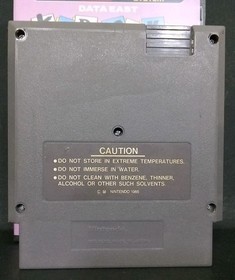 DATA EAST
CAUTION
• DO NOT STORE IN EXTREME TEMPERATURES.
• DO NOT IMMERSE IN WATER.
• DO NOT CLEAN WITH BENZENE, THINNER,
ALCOHOL OR OTHER SUCH SOLVENTS.
NINTENDO 1985